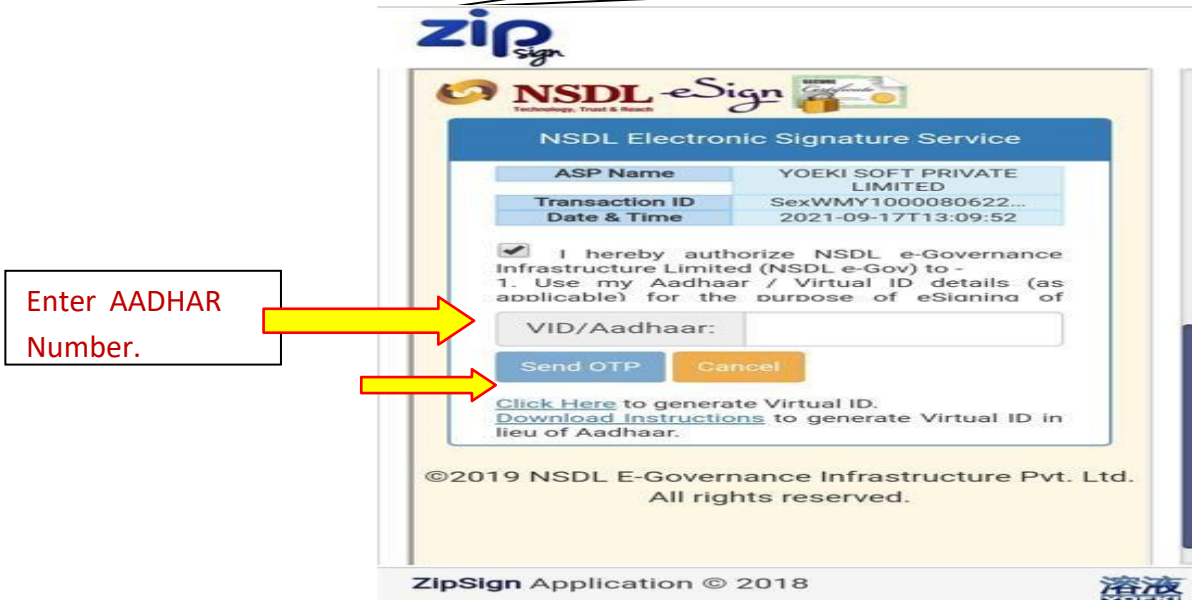 zip
sign
NSDL eSign
Technology, Trust & Reach
NSDL Electronic Signature Service
ASP Name YOEKI SOFT PRIVATE
LIMITED
Transaction ID SexWMY1000080622...
Date & Time 2021-09-17T13:09:52
I hereby authorize NSDL e-Governance
Infrastructure Limited (NSDL e-Gov) to -
1. Use my Aadhaar / Virtual ID details (as
applicable) for the purpose of eSigning of
Enter AADHAR
Number.
VID/Aadhaar:
Send OTP Cancel
Click Here to generate Virtual ID.
Download Instructions to generate Virtual ID in
lieu of Aadhaar.
©2019 NSDL E-Governance Infrastructure Pvt. Ltd.
All rights reserved.
ZipSign Application © 2018
溶液